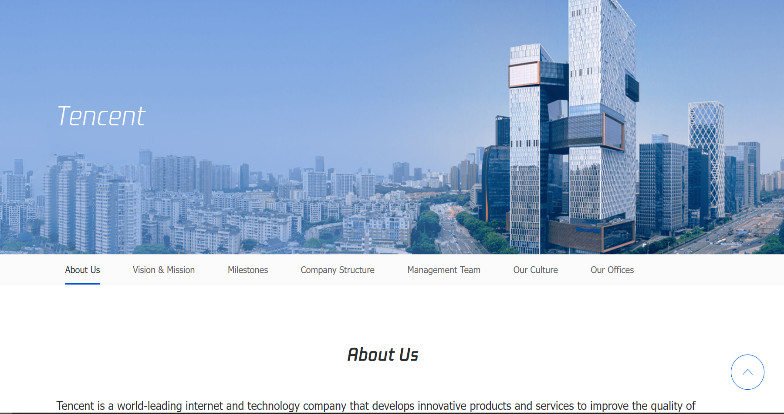 Tencent
About Us Vision & Mission Milestones Company Structure Management Team Our Culture Our Offices
About Us
Tencent is a world-leading internet and technology company that develops innovative products and services to improve the quality of